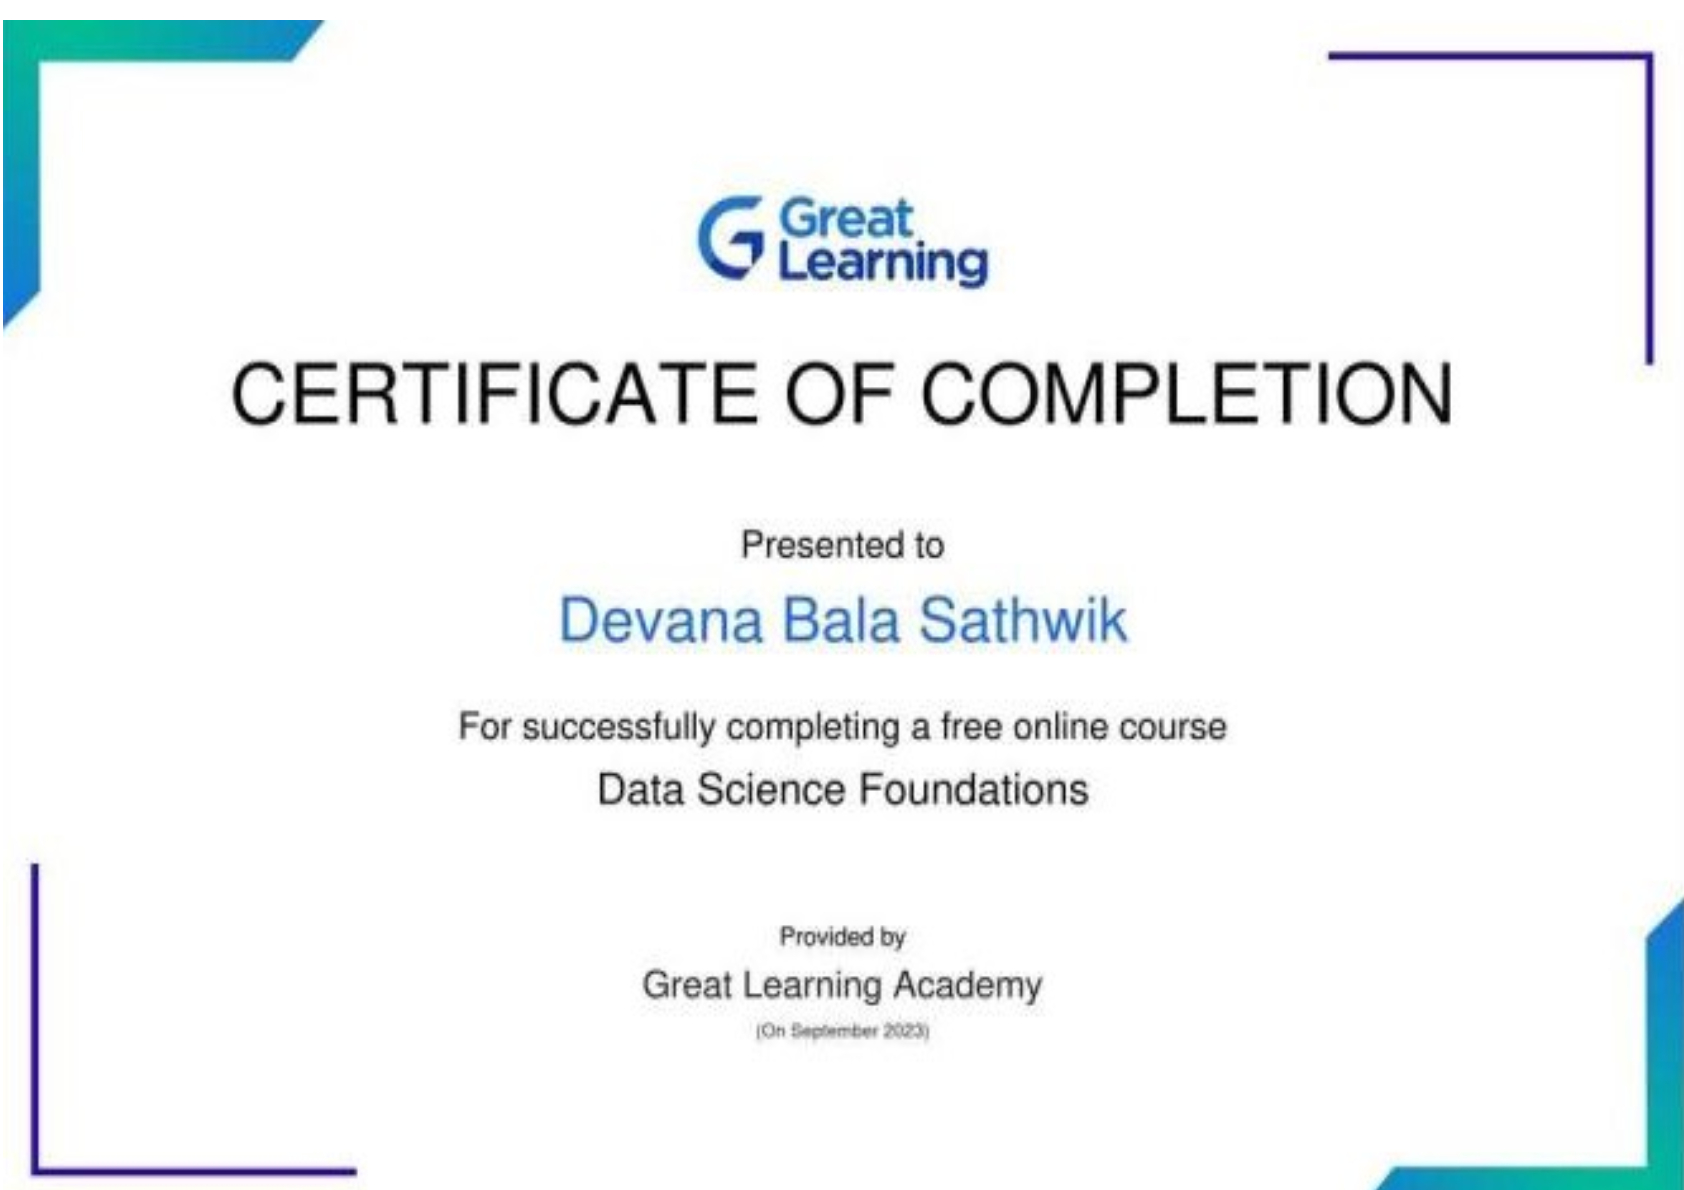 Great
Learning
CERTIFICATE OF COMPLETION
Presented to
Devana Bala Sathwik
For successfully completing a free online course
Data Science Foundations
Provided by
Great Learning Academy
(On September 2023)